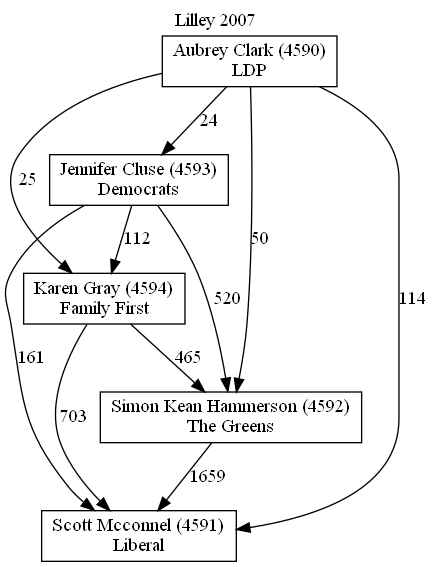 Lilley 2007
Aubrey Clark (4590)
LDP
24
Jennifer Cluse (4593)
Democrats
25
112
50
Karen Gray (4594)
Family First
520
114
161
465
703
Simon Kean Hammerson (4592)
The Greens
1659
Scott Mcconnel (4591)
Liberal